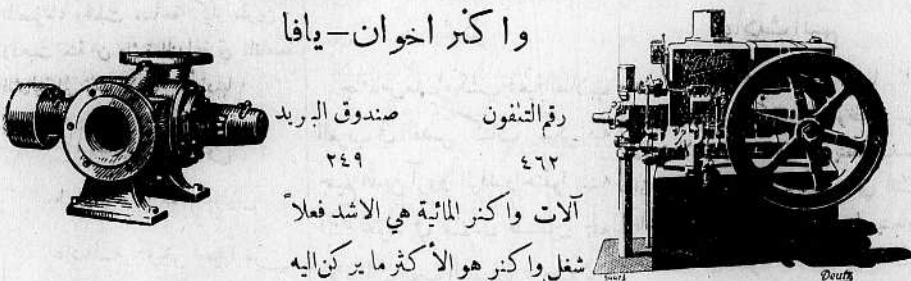 واكنر اخوان – يافا
رقم التلفون صندوق البريد
٤٦٢ ٢٤٩
آلات واكنر المائية هي الاشد فعلاً
شغل واكنر هو الأكثر ما يركن اليه
Deutz